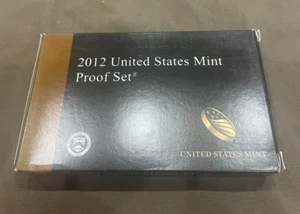 2012 United States Mint
Proof Set®
UNITED STATES MINT